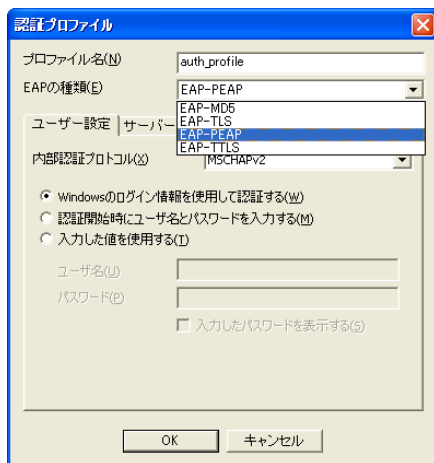 認証プロファイル
プロファイル名(N) auth_profile
EAPの種類(E) EAP-PEAP
EAP-MD5
EAP-TLS
EAP-PEAP
EAP-TTLS
ユーザー設定 サーバー
内部認証プロトコル(X) MSCHAPv2
Windowsのログイン情報を使用して認証する(W)
認証開始時にユーザ名とパスワードを入力する(M)
入力した値を使用する(T)
ユーザ名(U)
パスワード(P)
入力したパスワードを表示する(S)
OK キャンセル